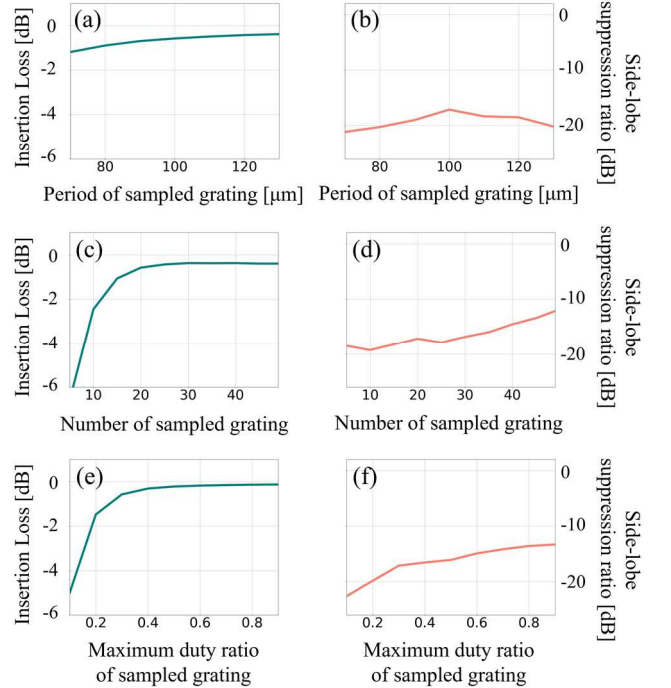 (a)
(b)
Insertion Loss [dB]
0
-2
-4
-6
80
100
120
Period of sampled grating [μm]
0
-10
-20
80
100
120
Period of sampled grating [μm]
Side-lobe
suppression ratio [dB]
(c)
(d)
Insertion Loss [dB]
0
-2
-4
-6
10
20
30
40
Number of sampled grating
0
-10
-20
10
20
30
40
Number of sampled grating
Side-lobe
suppression ratio [dB]
(e)
(f)
Insertion Loss [dB]
0
-2
-4
-6
0.2
0.4
0.6
0.8
Maximum duty ratio
of sampled grating
0
-10
-20
0.2
0.4
0.6
0.8
Maximum duty ratio
of sampled grating
Side-lobe
suppression ratio [dB]